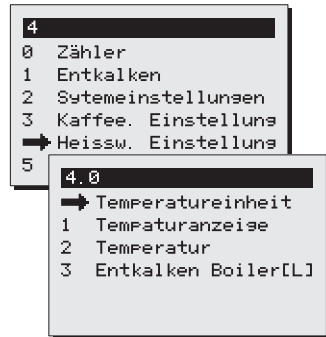 4
0 Zähler
1 Entkalken
2 Sytemeinstellungen
3 Kaffee. Einstellung
Heissw. Einstellung
5
4.0
Temperatureinheit
1 Tempaturanzeige
2 Temperatur
3 Entkalken Boiler[L]